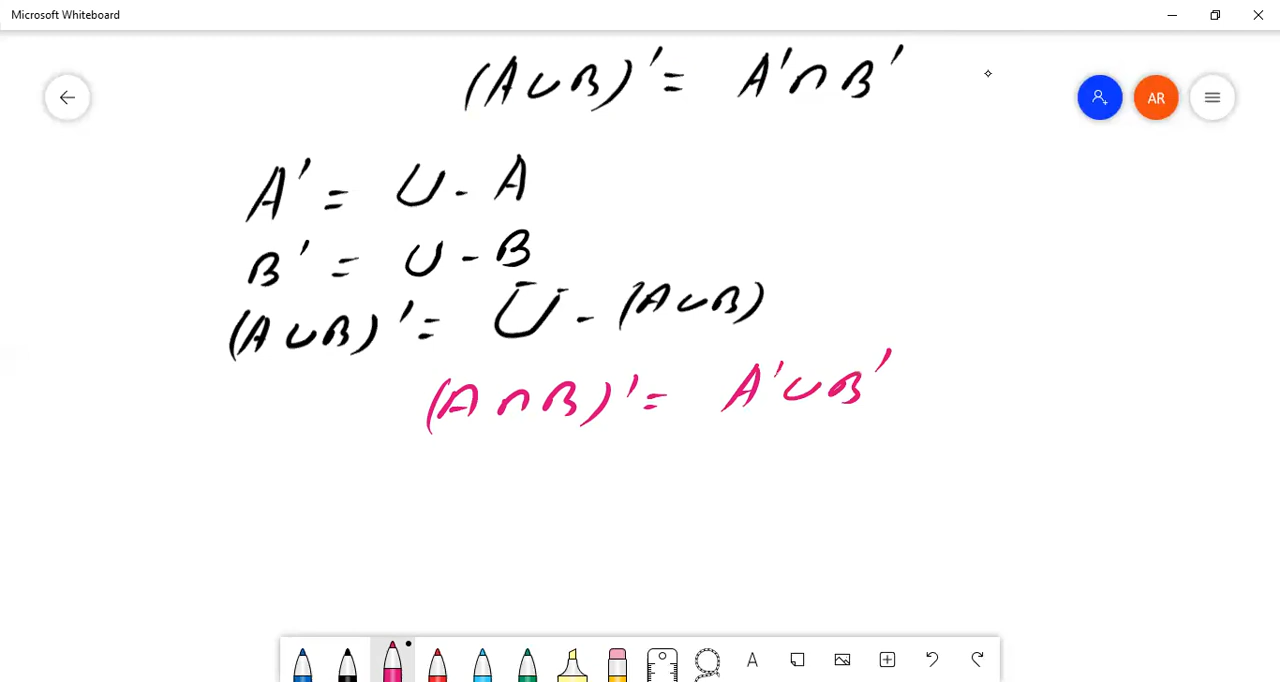 Microsoft Whiteboard
(A∪B)′ = A′∩B′
AR
A′ = U - A
B′ = U - B
(A∪B)′ = U - (A∪B)
(A∩B)′ = A′∪B′
A